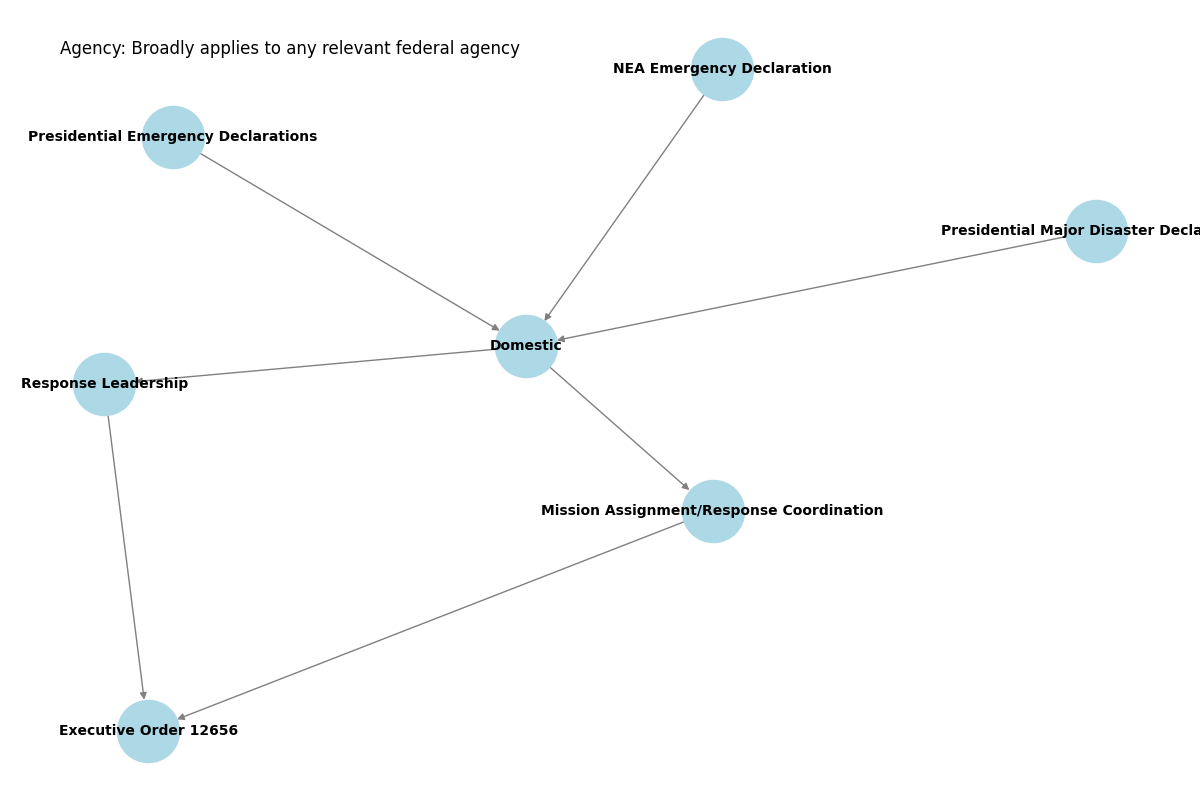 Agency: Broadly applies to any relevant federal agency
NEA Emergency Declaration
Presidential Emergency Declarations
Presidential Major Disaster Decla
Domestic
Response Leadership
Mission Assignment/Response Coordination
Executive Order 12656